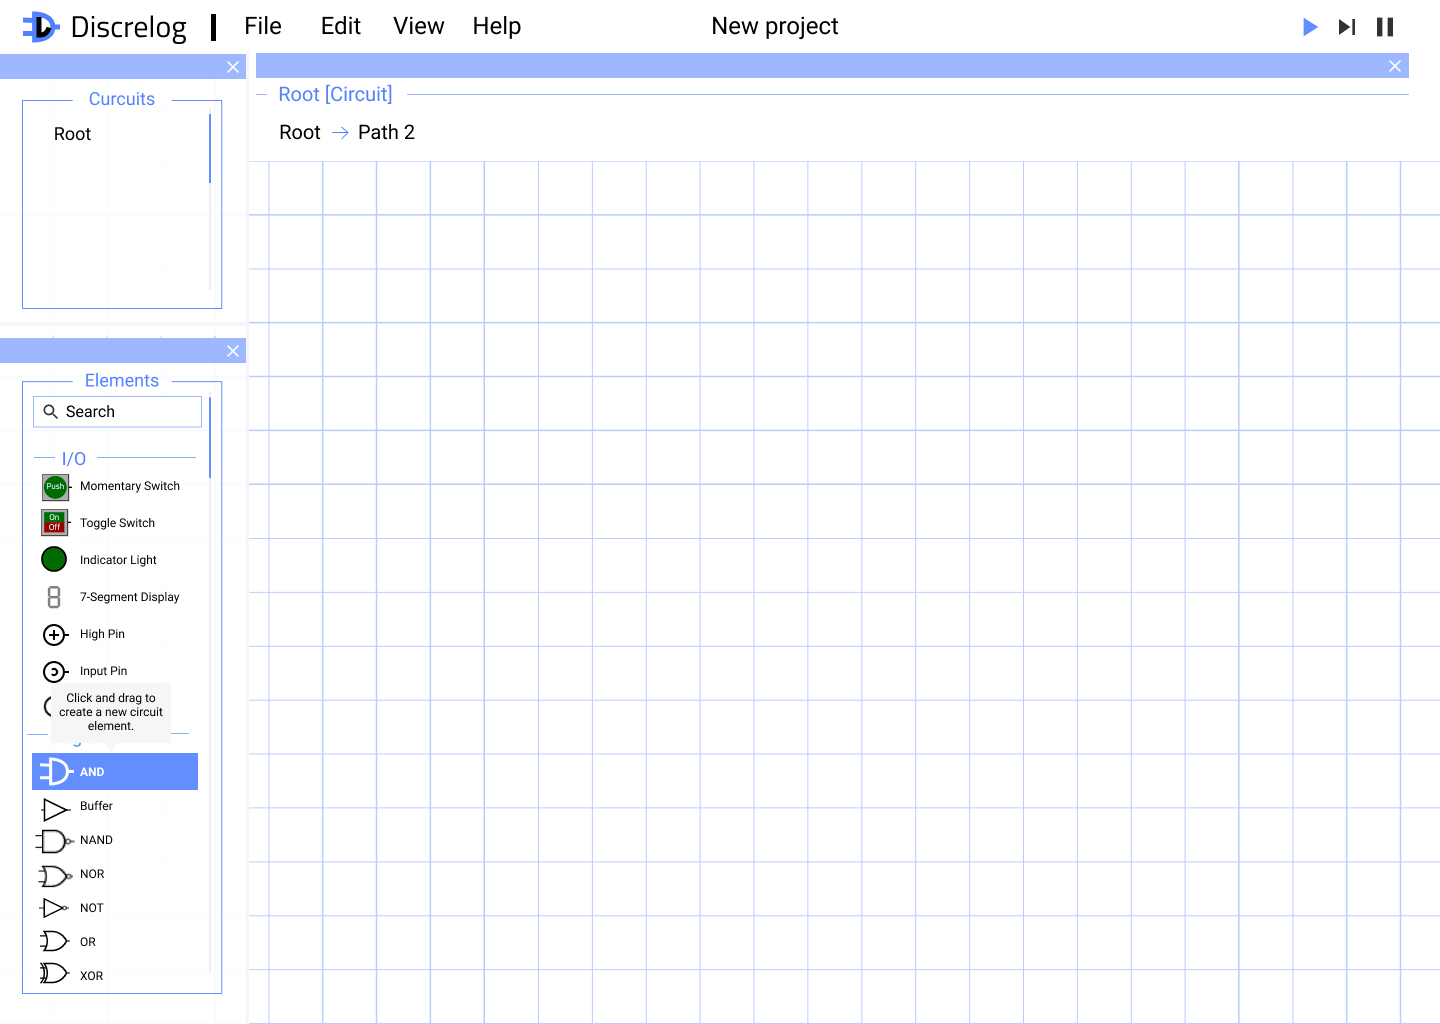 Discrelog
File Edit View Help
New project
Curcuits
Root
Root [Circuit]
Root → Path 2
Elements
Search
I/O
Push
Momentary Switch
On
Off
Toggle Switch
Indicator Light
7-Segment Display
High Pin
Input Pin
Click and drag to
create a new circuit
element.
AND
Buffer
NAND
NOR
NOT
OR
XOR